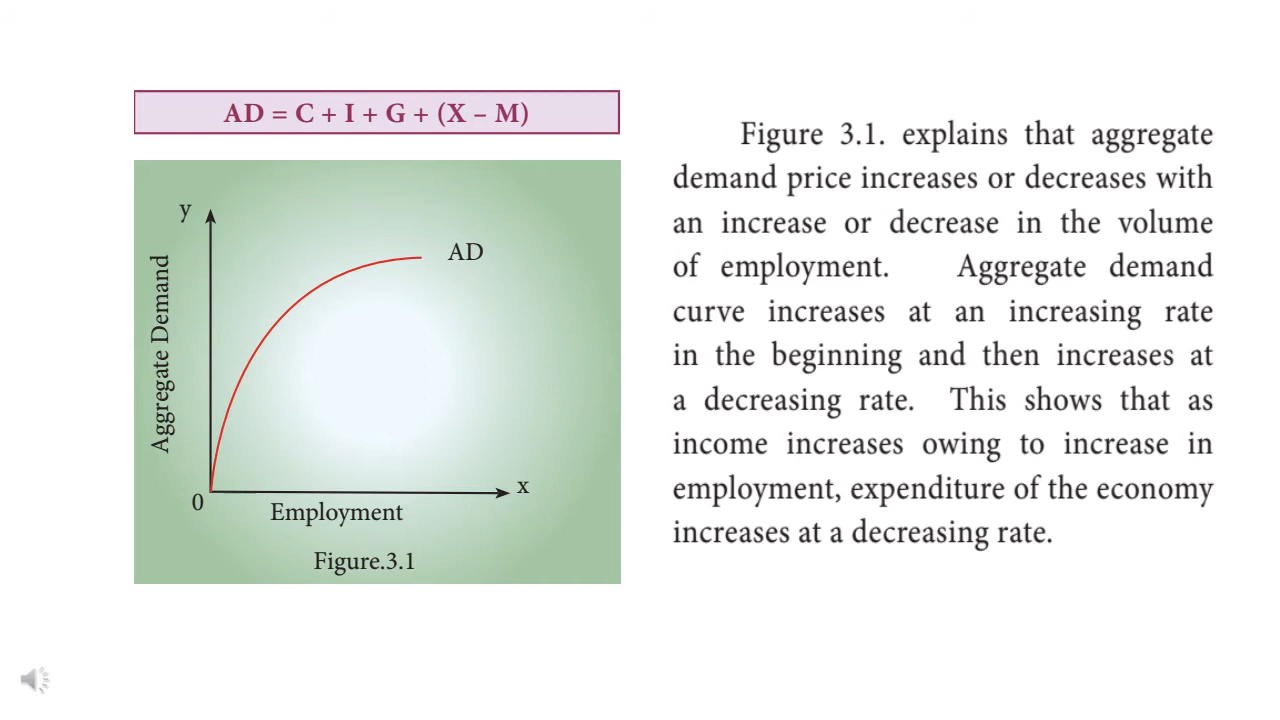 AD = C + I + G + (X – M)
y
AD
Aggregate Demand
0
x
Employment
Figure.3.1
Figure 3.1. explains that aggregate
demand price increases or decreases with
an increase or decrease in the volume
of employment. Aggregate demand
curve increases at an increasing rate
in the beginning and then increases at
a decreasing rate. This shows that as
income increases owing to increase in
employment, expenditure of the economy
increases at a decreasing rate.